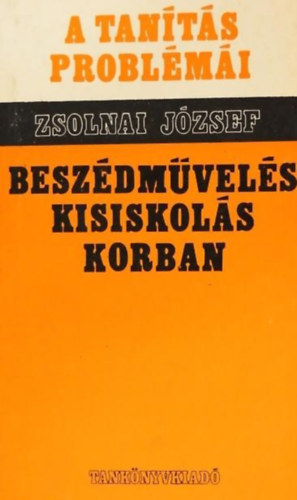 A TANÍTÁS
PROBLÉMÁI
ZSOLNAI JÓZSEF
BESZÉDMŰVELÉS
KISISKOLÁS
KORBAN
TANKÖNYVKIADÓ